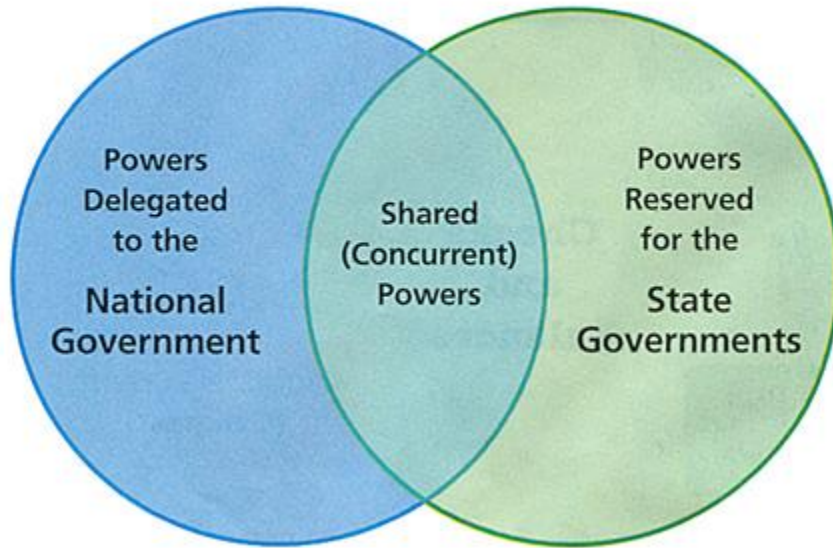 Powers
Delegated
to the
National
Government
Shared
(Concurrent)
Powers
Powers
Reserved
for the
State
Governments